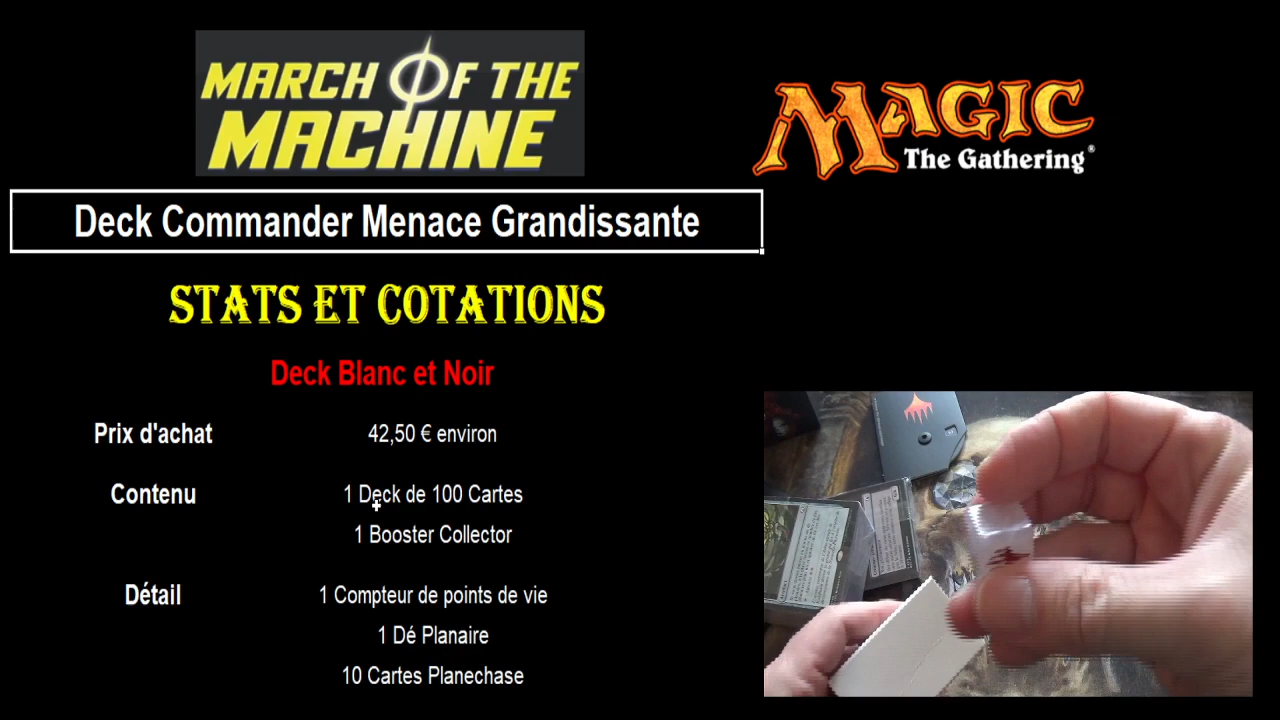 MARCH OF THE
MACHINE
MAGIC
The Gathering®
Deck Commander Menace Grandissante
STATS ET COTATIONS
Deck Blanc et Noir
Prix d'achat
42,50 € environ
Contenu
1 Deck de 100 Cartes
1 Booster Collector
Détail
1 Compteur de points de vie
1 Dé Planaire
10 Cartes Planechase